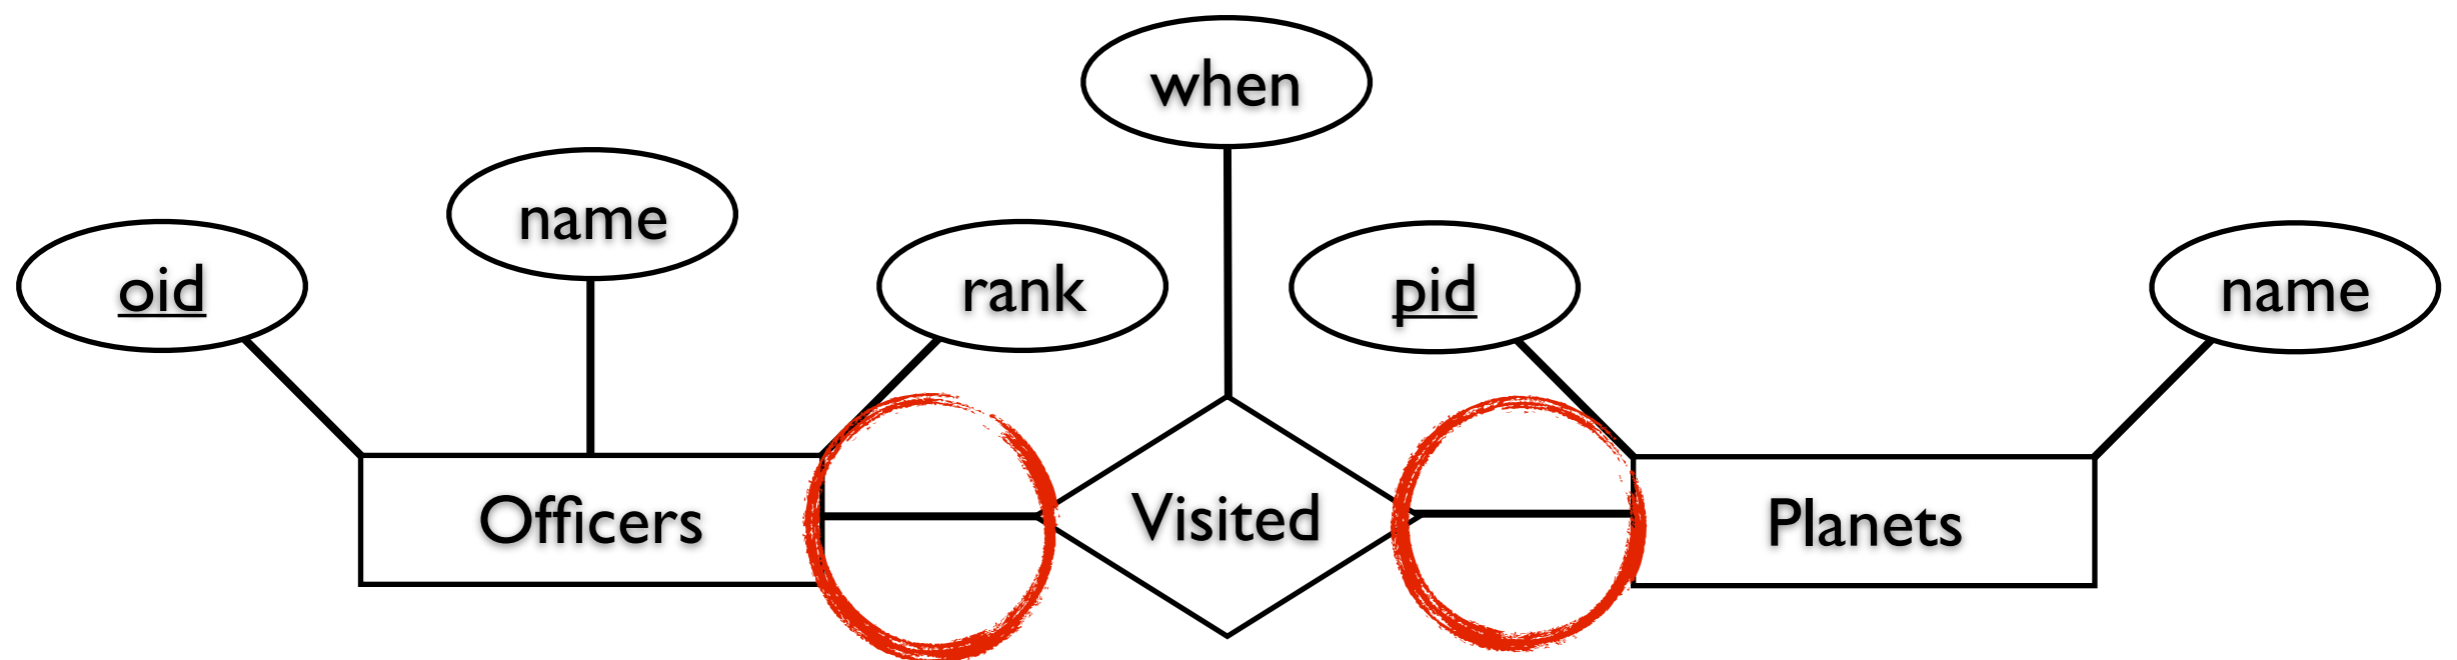 when
name
oid
rank
pid
name
Officers
Visited
Planets